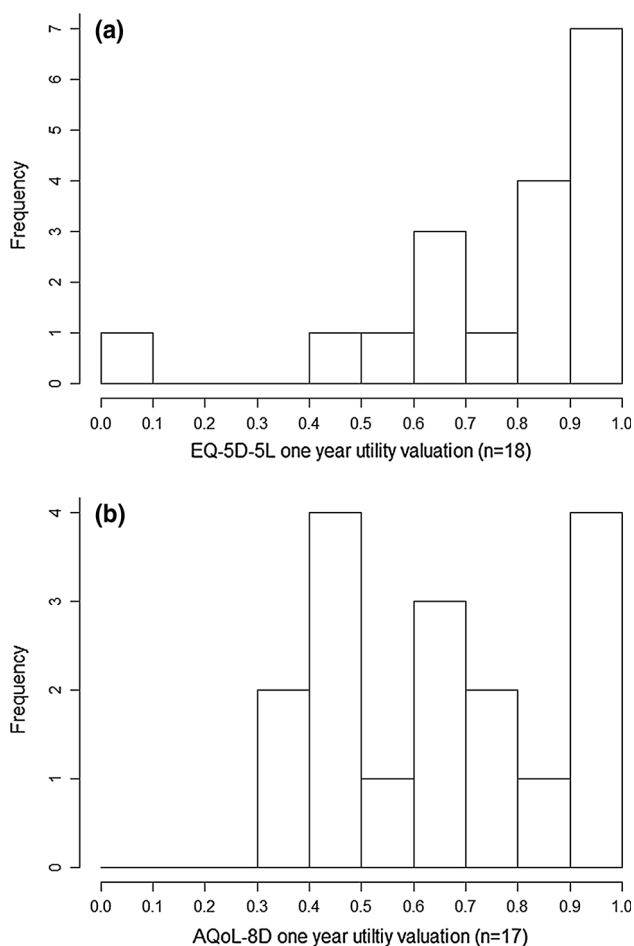 (a)
Frequency
7
6
5
4
3
2
1
0
0.0 0.1 0.2 0.3 0.4 0.5 0.6 0.7 0.8 0.9 1.0
EQ-5D-5L one year utility valuation (n=18)
(b)
Frequency
4
3
2
1
0
0.0 0.1 0.2 0.3 0.4 0.5 0.6 0.7 0.8 0.9 1.0
AQoL-8D one year utiltiy valuation (n=17)